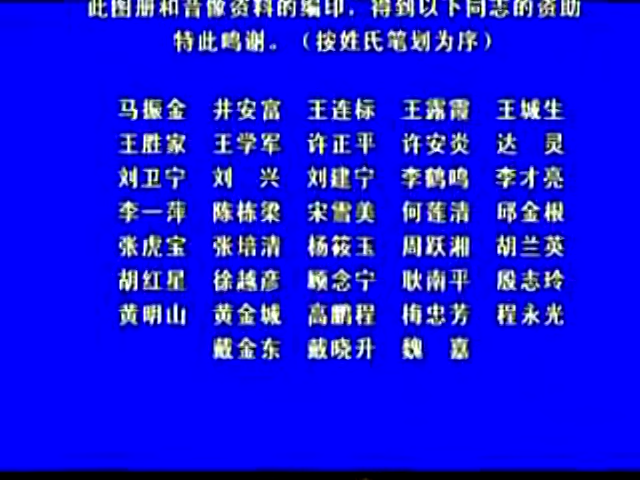 此图册和音像资料的编印，得到以下同志的资助
特此鸣谢。（按姓氏笔划为序）
马振金 井安富 王连标 王露霞 王城生
王胜家 王学军 许正平 许安炎 达 灵
刘卫宁 刘 兴 刘建宁 李鹤鸣 李才亮
李一萍 陈栋梁 宋雪美 何莲清 邱金根
张虎宝 张培清 杨筱玉 周跃湘 胡兰英
胡红星 徐越彦 顾念宁 耿南平 殷志玲
黄明山 黄金城 高鹏程 梅忠芳 程永光
戴金东 戴晓升 魏 嘉